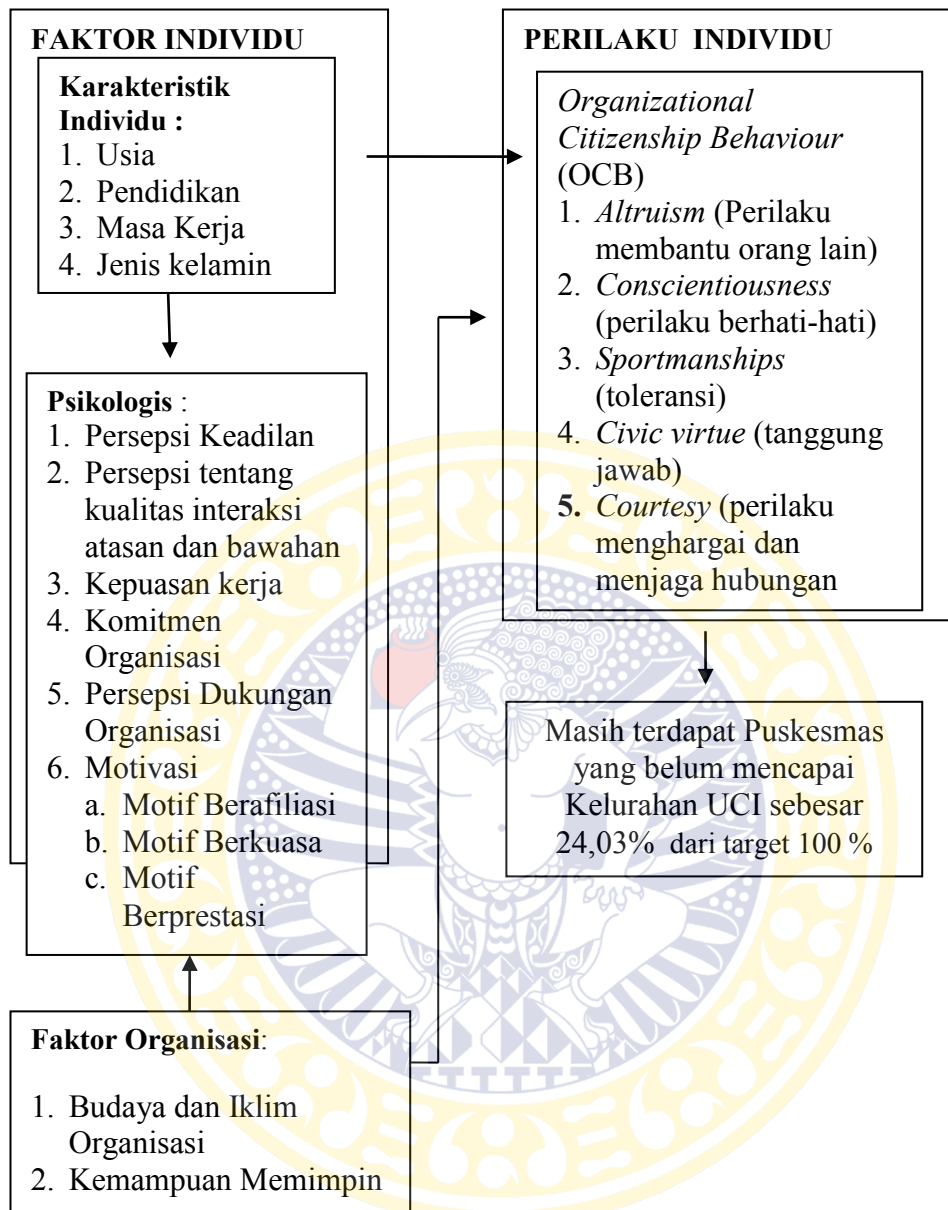 FAKTOR INDIVIDU
Karakteristik
Individu :
1. Usia
2. Pendidikan
3. Masa Kerja
4. Jenis kelamin
Psikologis :
1. Persepsi Keadilan
2. Persepsi tentang
kualitas interaksi
atasan dan bawahan
3. Kepuasan kerja
4. Komitmen
Organisasi
5. Persepsi Dukungan
Organisasi
6. Motivasi
a. Motif Berafiliasi
b. Motif Berkuasa
c. Motif
Berprestasi
Faktor Organisasi:
1. Budaya dan Iklim
Organisasi
2. Kemampuan Memimpin
PERILAKU INDIVIDU
Organizational
Citizenship Behaviour
(OCB)
1. Altruism (Perilaku
membantu orang lain)
2. Conscientiousness
(perilaku berhati-hati)
3. Sportmanships
(toleransi)
4. Civic virtue (tanggung
jawab)
5. Courtesy (perilaku
menghargai dan
menjaga hubungan
Masih terdapat Puskesmas
yang belum mencapai
Kelurahan UCI sebesar
24,03% dari target 100 %